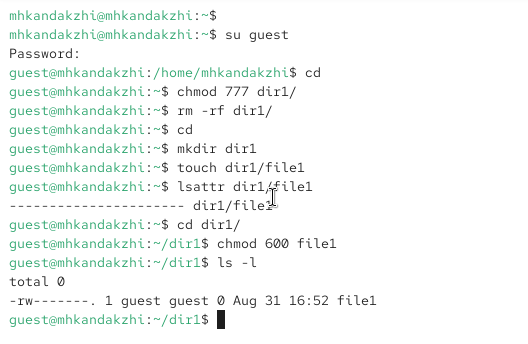 mhkandakzhi@mhkandakzhi:~$
mhkandakzhi@mhkandakzhi:~$ su guest
Password:
guest@mhkandakzhi:/home/mhkandakzhi$ cd
guest@mhkandakzhi:~$ chmod 777 dir1/
guest@mhkandakzhi:~$ rm -rf dir1/
guest@mhkandakzhi:~$ cd
guest@mhkandakzhi:~$ mkdir dir1
guest@mhkandakzhi:~$ touch dir1/file1
guest@mhkandakzhi:~$ lsattr dir1/file1
---------------------- dir1/file1
guest@mhkandakzhi:~$ cd dir1/
guest@mhkandakzhi:~/dir1$ chmod 600 file1
guest@mhkandakzhi:~/dir1$ ls -l
total 0
-rw-------. 1 guest guest 0 Aug 31 16:52 file1
guest@mhkandakzhi:~/dir1$